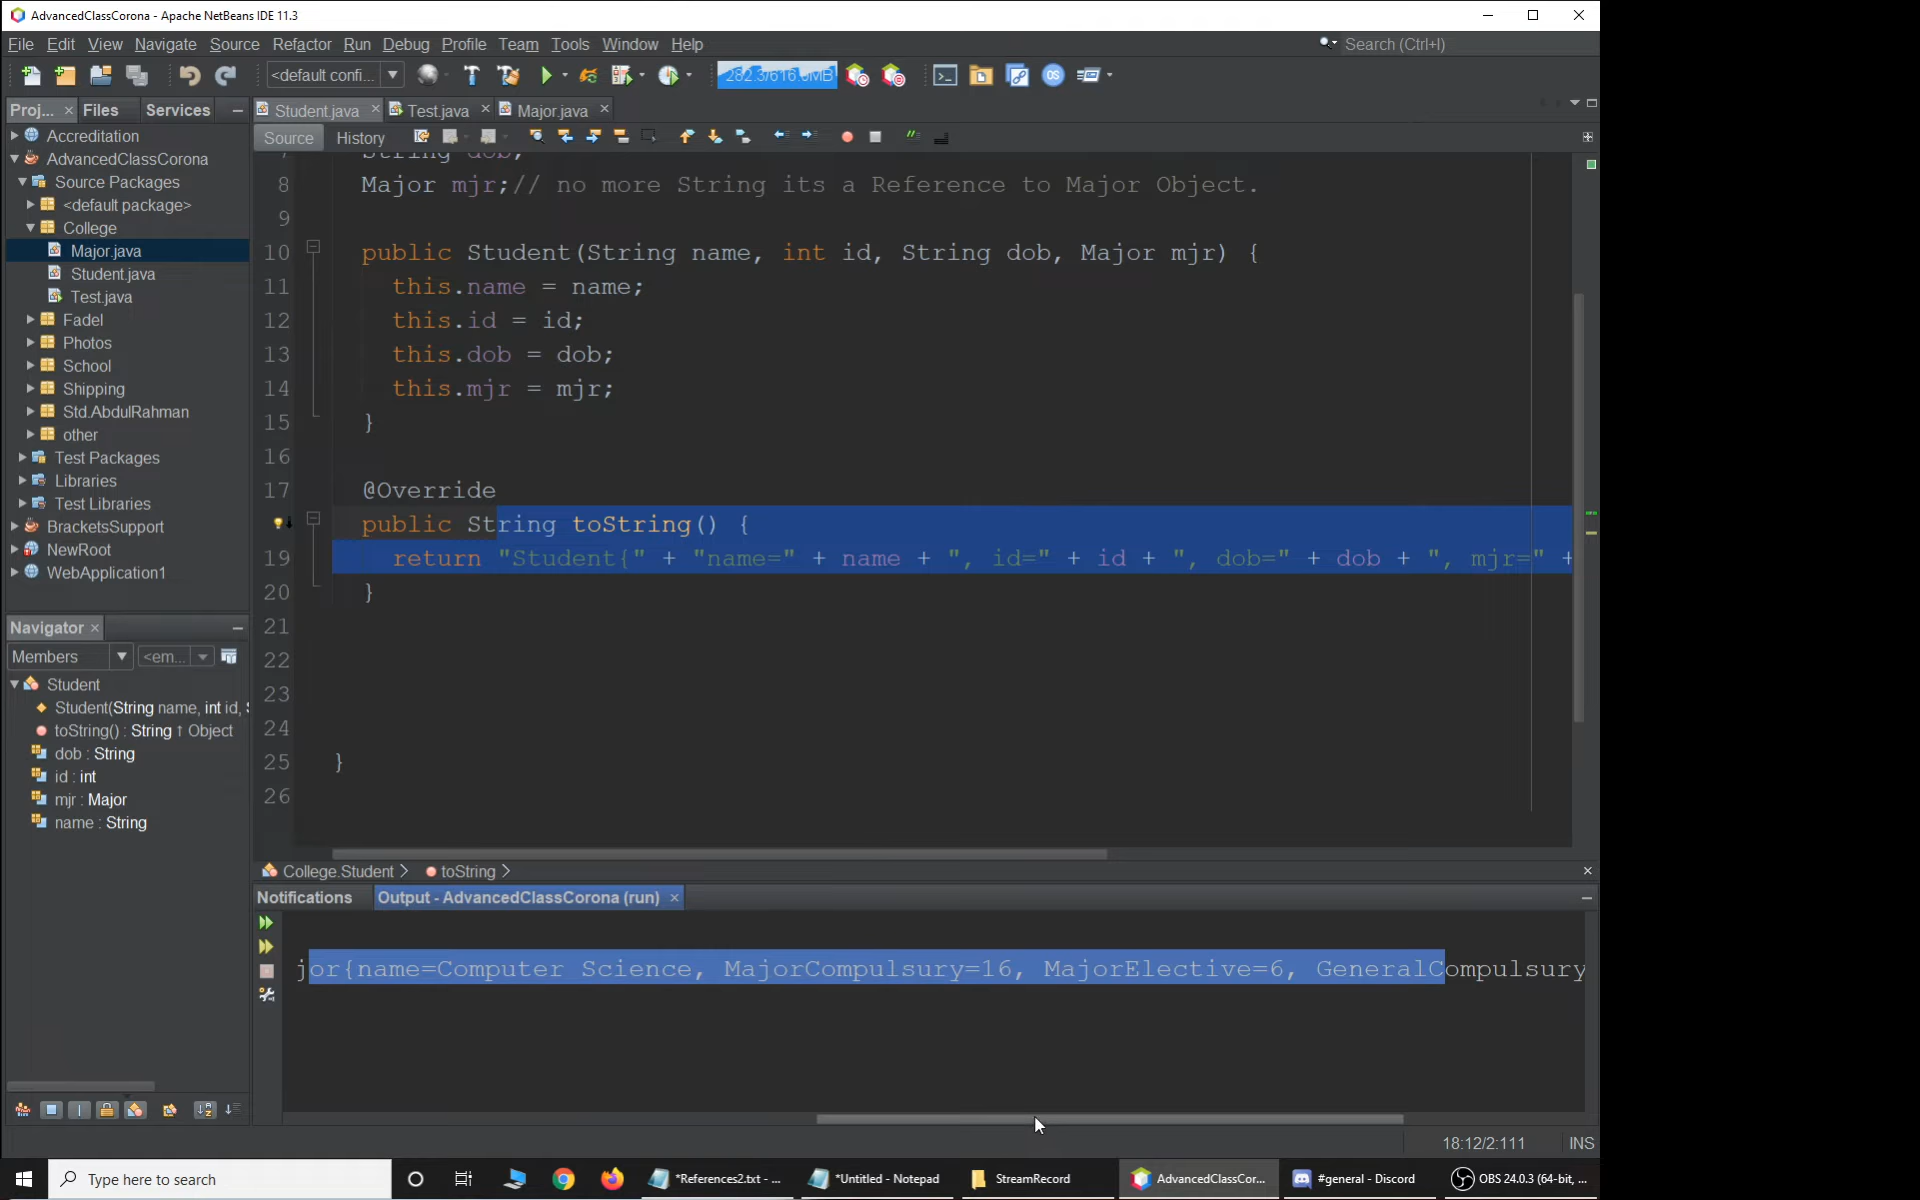 AdvancedClassCorona - Apache NetBeans IDE 11.3
File Edit View Navigate Source Refactor Run Debug Profile Team Tools Window Help
Search (Ctrl+I)
<default confi...
282.3/616.0MB
Proj... Files Services
Student.java Test.java Major.java
Source History
Accreditation
AdvancedClassCorona
Source Packages
<default package>
College
Major.java
Student.java
Test.java
Fadel
Photos
School
Shipping
Std.AbdulRahman
other
Test Packages
Libraries
Test Libraries
BracketsSupport
NewRoot
WebApplication1
Navigator
Members <em...
Student
Student(String name, int id,
toString() : String ↑ Object
dob : String
id : int
mjr : Major
name : String
7 String dob;
8 Major mjr;// no more String its a Reference to Major Object.
9
10 public Student(String name, int id, String dob, Major mjr) {
11 this.name = name;
12 this.id = id;
13 this.dob = dob;
14 this.mjr = mjr;
15 }
16
17 @Override
public String toString() {
19 return "Student{" + "name=" + name + ", id=" + id + ", dob=" + dob + ", mjr=" +
20 }
21
22
23
24
25 }
26
College.Student toString
Notifications Output - AdvancedClassCorona (run)
jor{name=Computer Science, MajorCompulsury=16, MajorElective=6, GeneralCompulsury
18:12/2:111 INS
Type here to search
*References2.txt - ...
*Untitled - Notepad
StreamRecord
AdvancedClassCor...
#general - Discord
OBS 24.0.3 (64-bit, ...